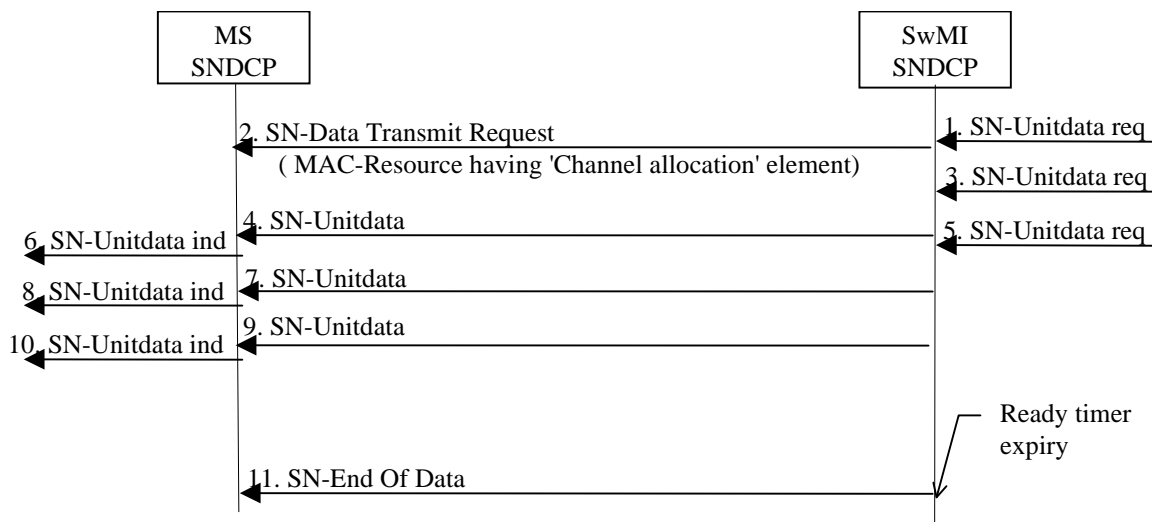 MS
SNDCP
SwMI
SNDCP
2. SN-Data Transmit Request
1. SN-Unitdata req
( MAC-Resource having 'Channel allocation' element)
3. SN-Unitdata req
4. SN-Unitdata
5. SN-Unitdata req
6. SN-Unitdata ind
7. SN-Unitdata
8. SN-Unitdata ind
9. SN-Unitdata
10. SN-Unitdata ind
Ready timer
expiry
11. SN-End Of Data